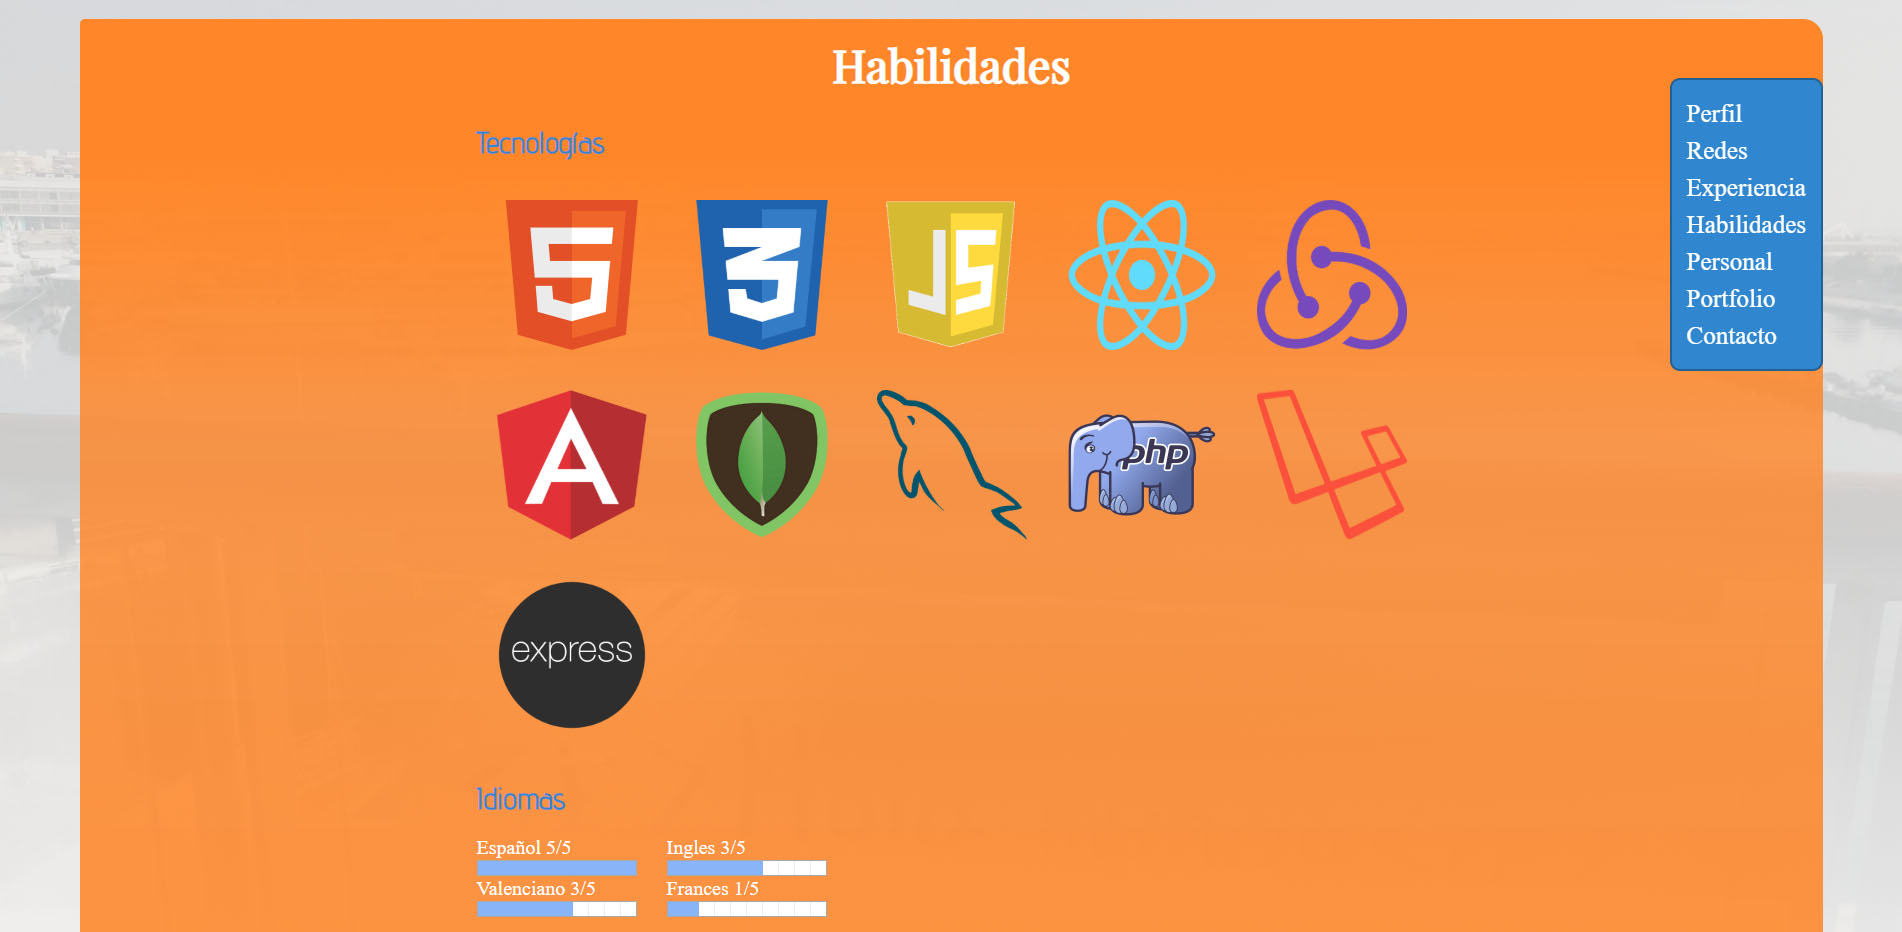 Habilidades
Perfil
Redes
Experiencia
Habilidades
Personal
Portfolio
Contacto
Tecnologías
5
3
JS
A
php
express
Idiomas
Español 5/5
Ingles 3/5
Valenciano 3/5
Frances 1/5